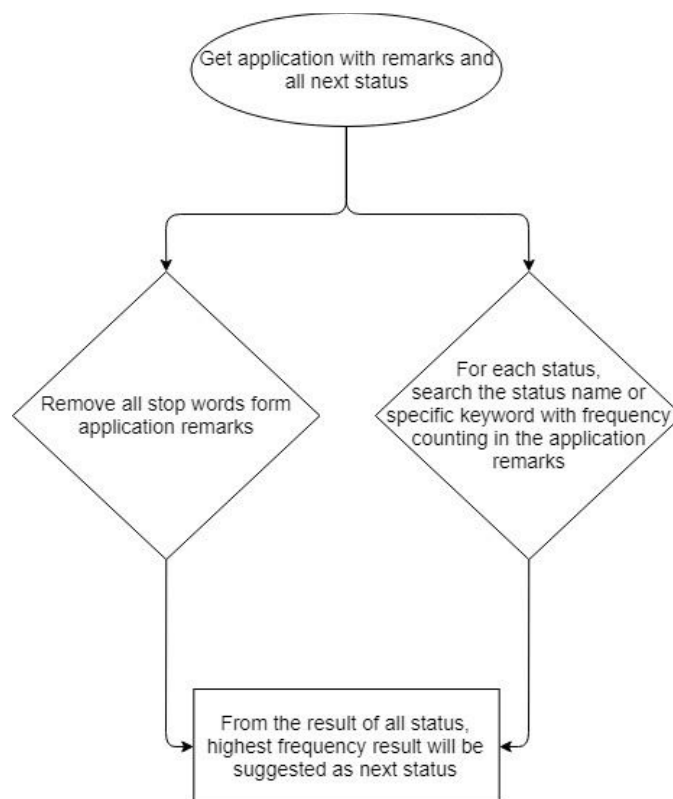 Get application with remarks and
all next status
Remove all stop words form
application remarks
For each status,
search the status name or
specific keyword with frequency
counting in the application
remarks
From the result of all status,
highest frequency result will be
suggested as next status